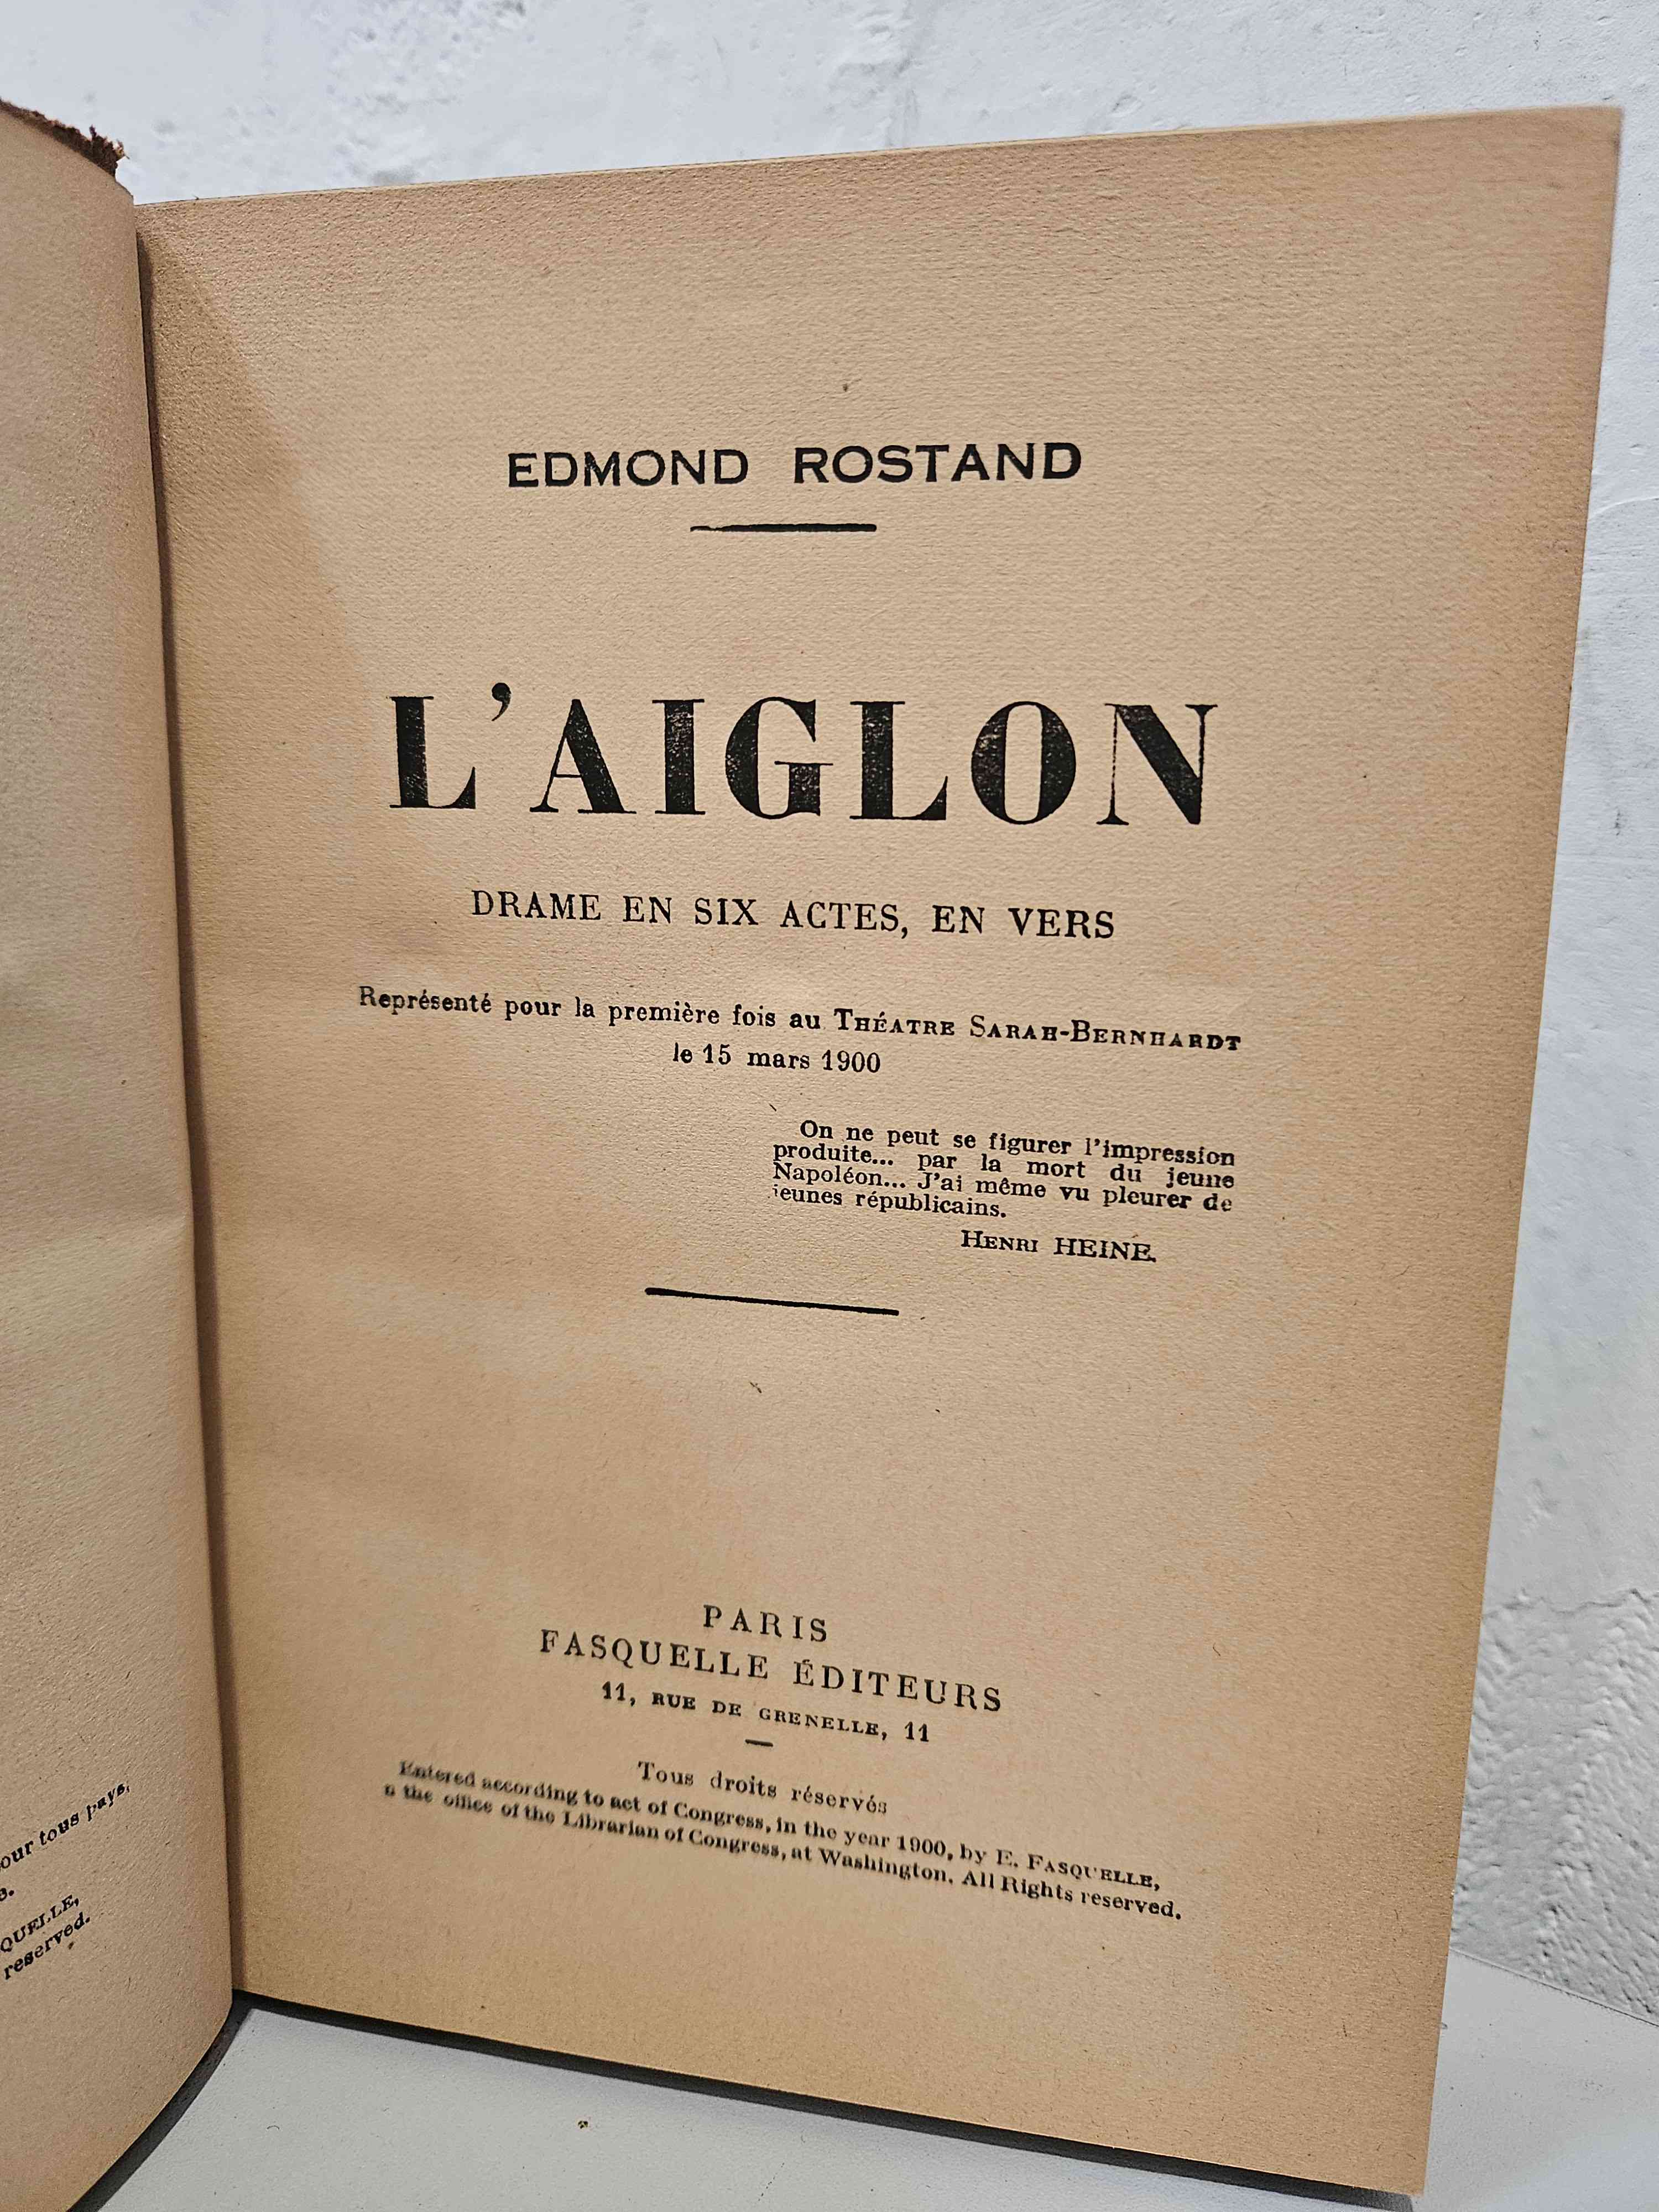 EDMOND ROSTAND
L'AIGLON
DRAME EN SIX ACTES, EN VERS
Représenté pour la première fois au THÉATRE SARAH-BERNHARDT
le 15 mars 1900
On ne peut se figurer l'impression
produite... par la mort du jeune
Napoléon... J'ai même vu pleurer de
jeunes républicains.
HENRI HEINE.
PARIS
FASQUELLE ÉDITEURS
11, RUE DE GRENELLE, 11
Tous droits réservés
Entered according to act of Congress, in the year 1900, by E. FASQUELLE,
n the office of the Librarian of Congress, at Washington. All Rights reserved.
our tous pays,
s.
QUELLE,
reserved.